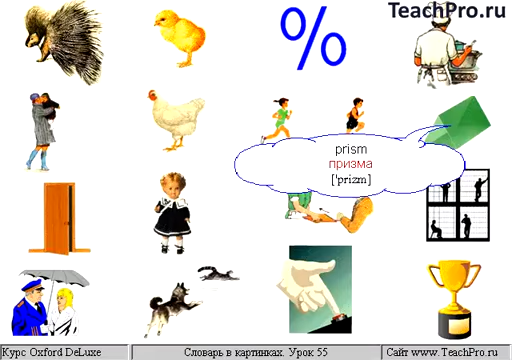 TeachPro.ru
%
prism
призма
['prizm]
Курс Oxford DeLuxe
Словарь в картинках. Урок 55
Сайт www.TeachPro.ru